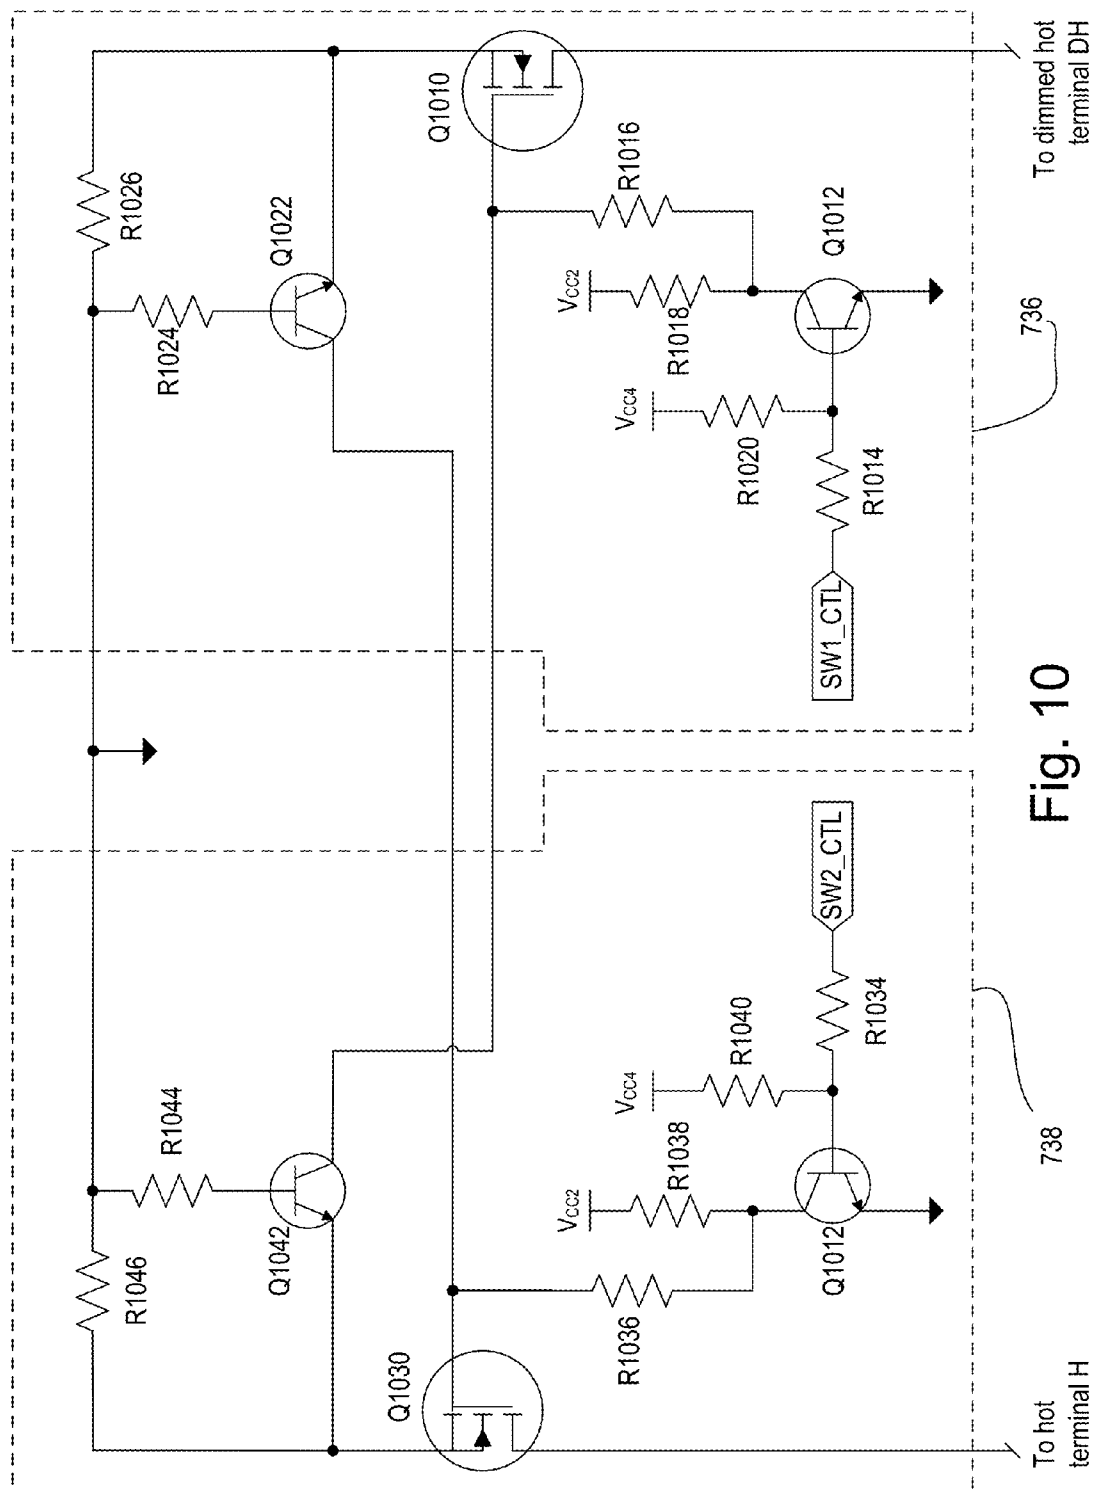 R1046
R1044
Q1042
R1026
R1024
Q1022
Q1030
Q1010
R1036
VCC2
R1038
VCC4
R1040
Q1012
R1034
SW2_CTL
738
R1016
VCC2
R1018
VCC4
R1020
Q1012
R1014
SW1_CTL
736
To hot
terminal H
To dimmed hot
terminal DH
Fig. 10